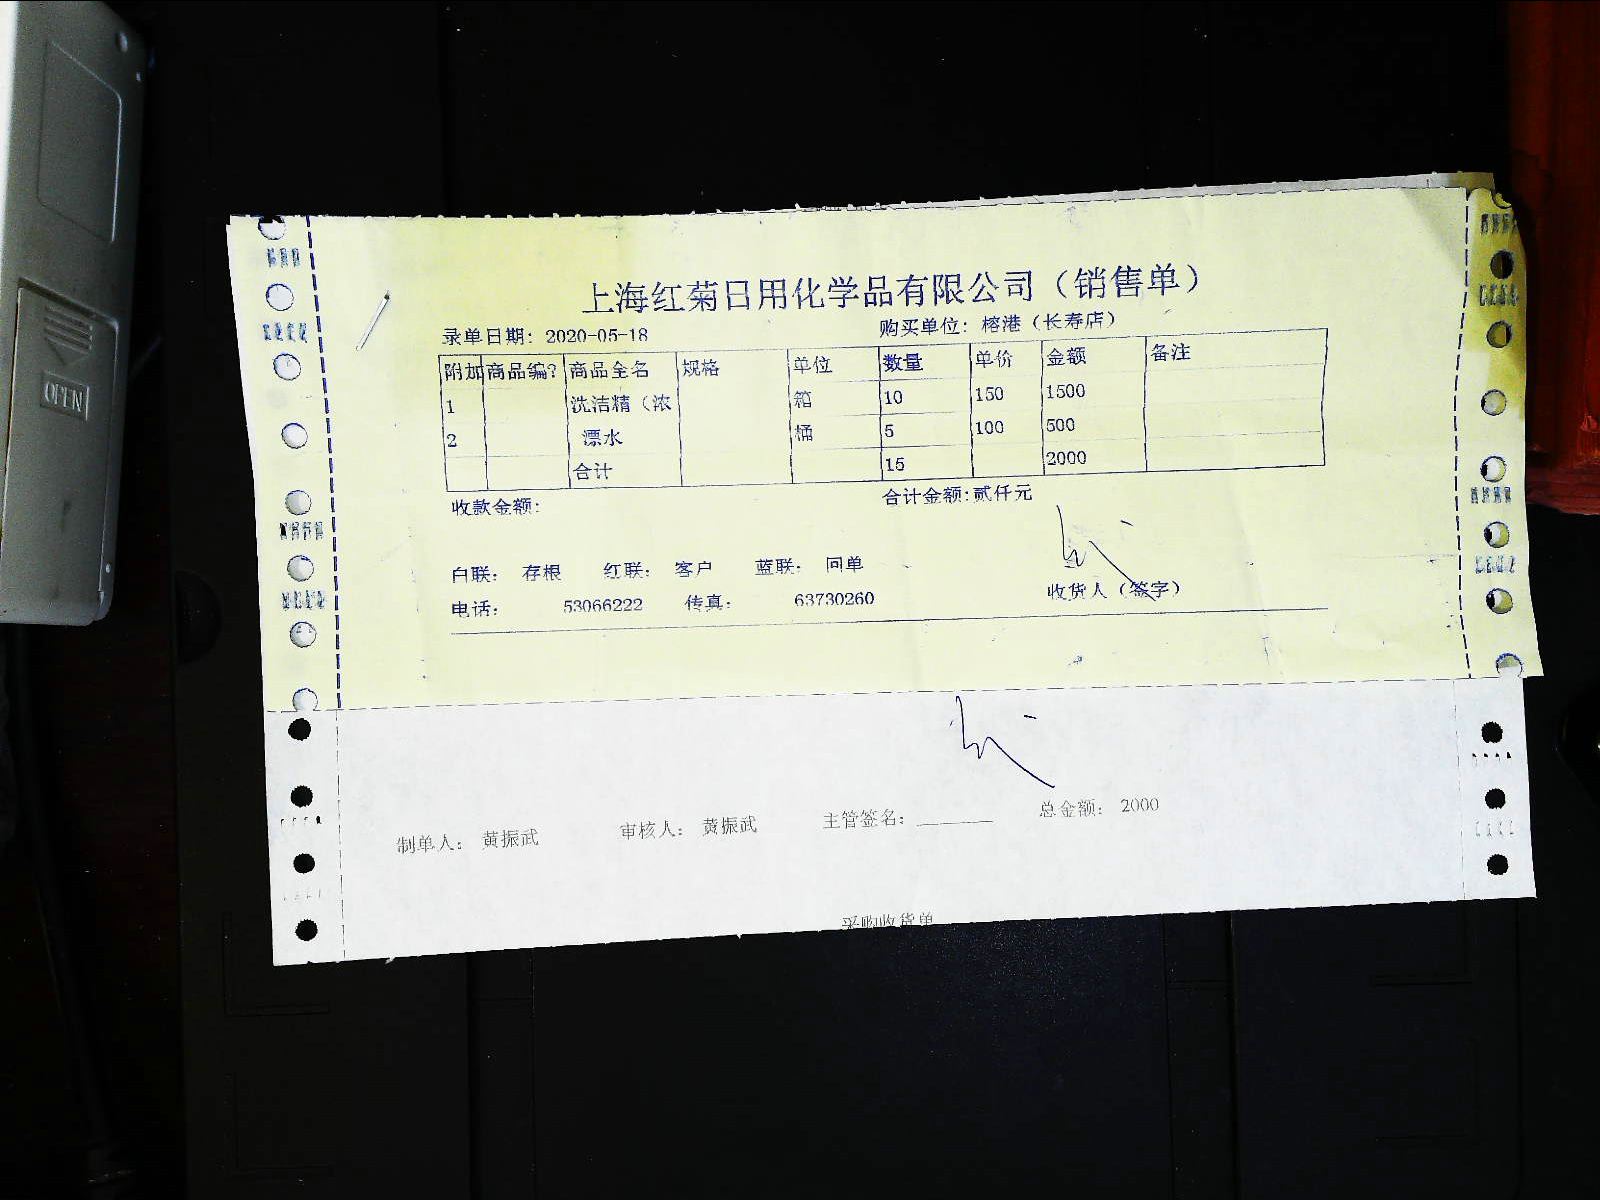 上海红菊日用化学品有限公司（销售单）
录单日期: 2020-05-18 购买单位: 榕港（长寿店）
附加 商品编? 商品全名 规格 单位 数量 单价 金额 备注
1 洗洁精（浓 箱 10 150 1500
2 漂水 桶 5 100 500
合计 15 2000
收款金额: 合计金额:贰仟元
白联: 存根 红联: 客户 蓝联: 回单
收货人（签字）
电话: 53066222 传真: 63730260
制单人: 黄振武 审核人: 黄振武 主管签名: 总金额: 2000
OPEN